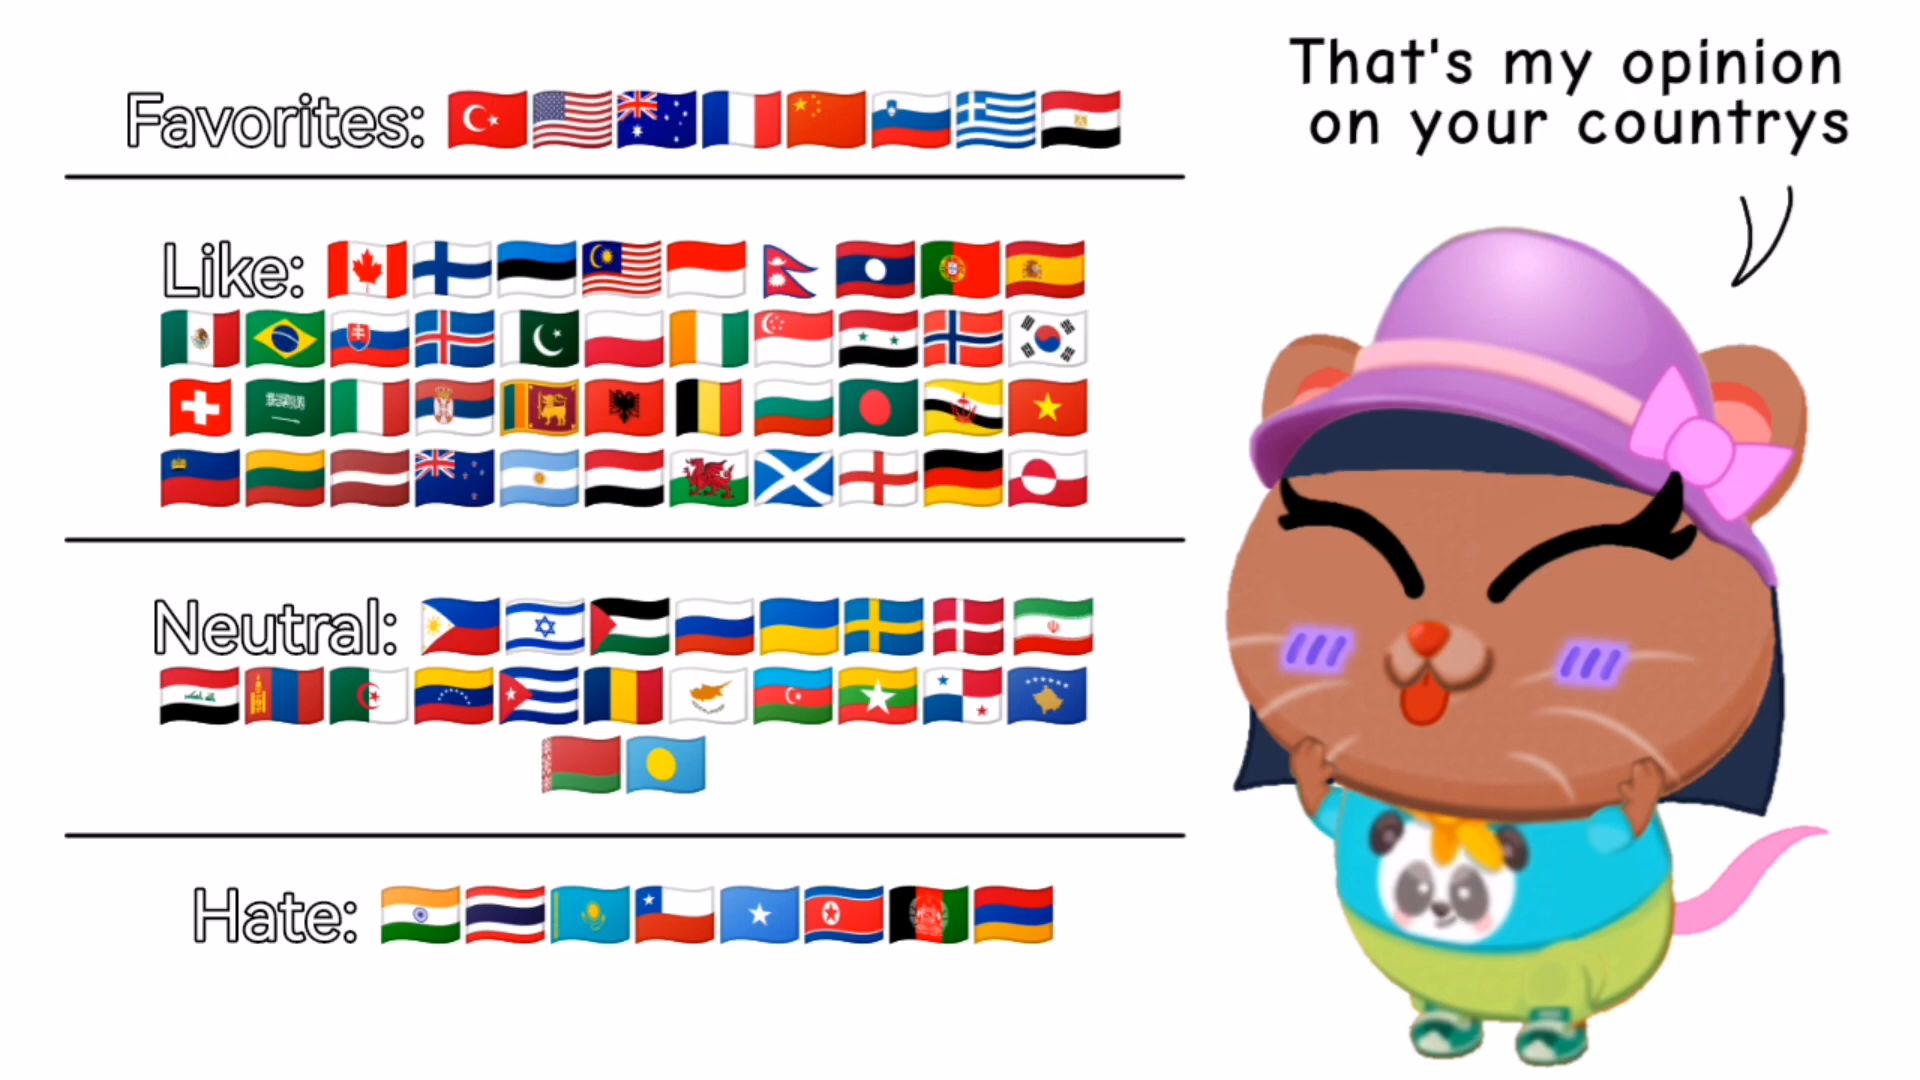 That's my opinion
on your countrys
Favorites:
Like:
Neutral:
Hate: